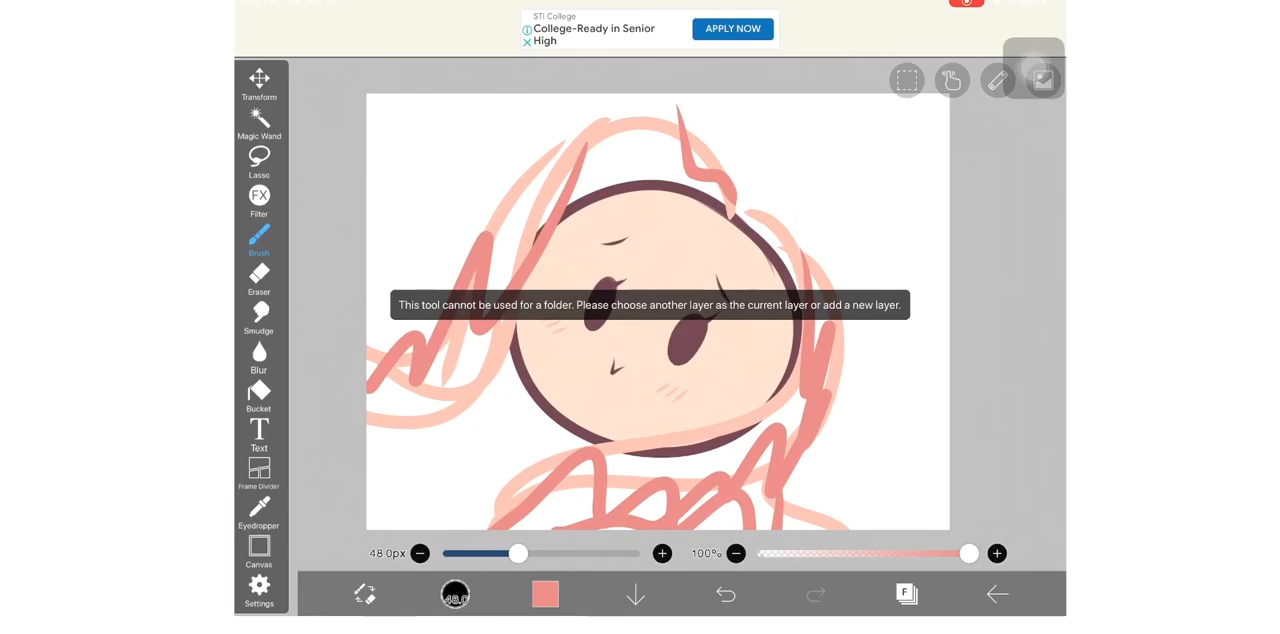 STI College
College-Ready in Senior
High
APPLY NOW
Transform
Magic Wand
Lasso
FX
Filter
Brush
Eraser
Smudge
Blur
Bucket
T
Text
Frame Divider
Eyedropper
Canvas
Settings
This tool cannot be used for a folder. Please choose another layer as the current layer or add a new layer.
48.0px
100%
48.0
F